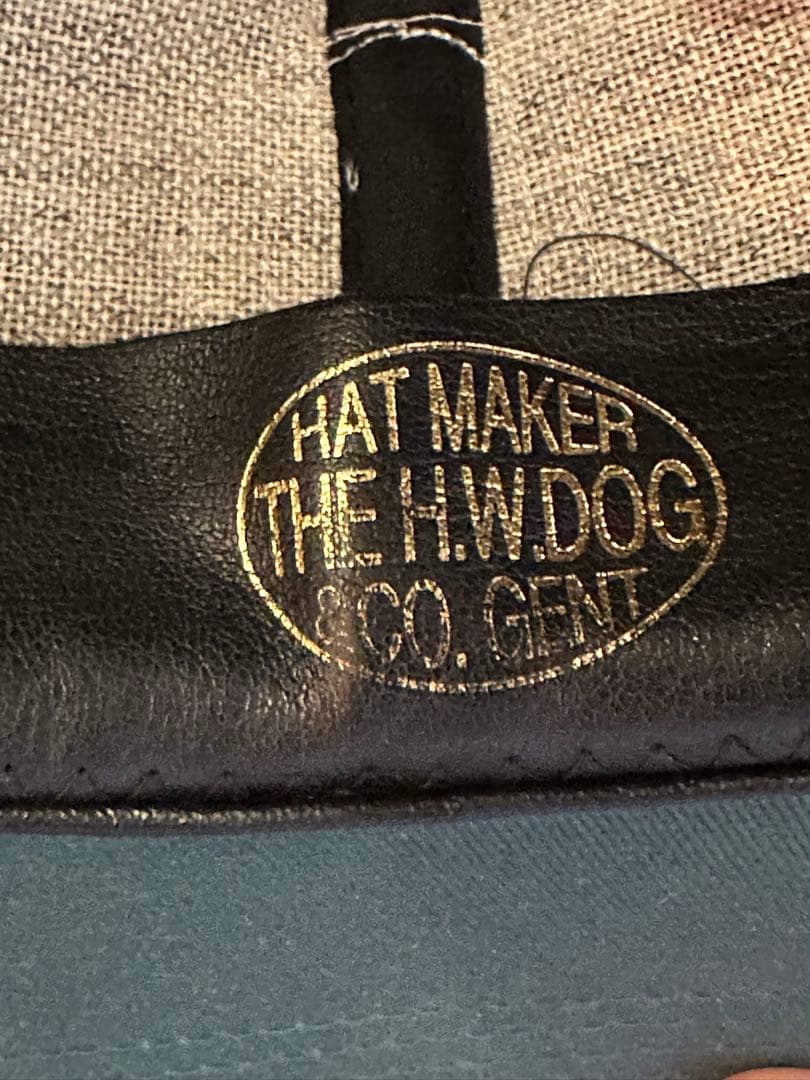 HAT MAKER
THE H.W.DOG
& CO. GENT